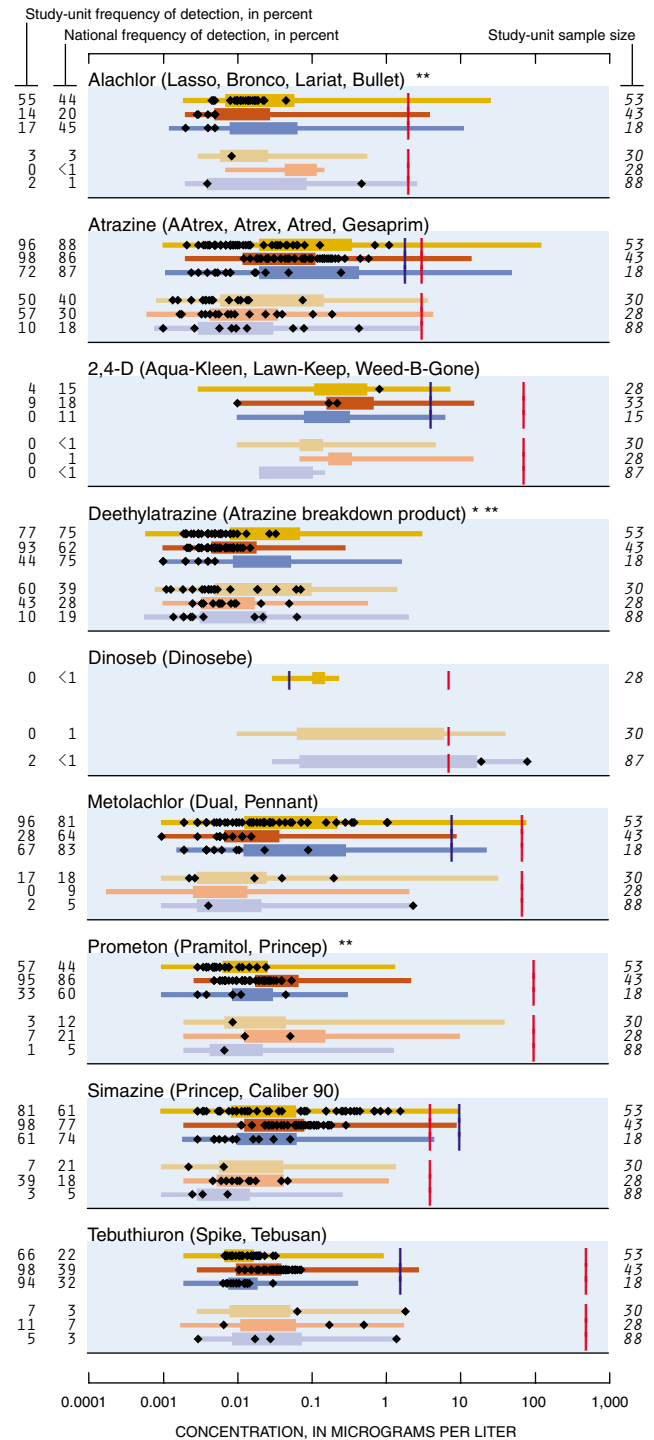 Study-unit frequency of detection, in percent
National frequency of detection, in percent
Study-unit sample size
Alachlor (Lasso, Bronco, Lariat, Bullet) **
55 44 53
14 20 43
17 45 18
3 3 30
0 <1 28
2 1 88
Atrazine (AAtrex, Atrex, Atred, Gesaprim)
96 88 53
98 86 43
72 87 18
50 40 30
57 30 28
10 18 88
2,4-D (Aqua-Kleen, Lawn-Keep, Weed-B-Gone)
4 15 28
9 18 33
0 11 15
0 <1 30
0 1 28
0 <1 87
Deethylatrazine (Atrazine breakdown product) * **
77 75 53
93 62 43
44 75 18
60 39 30
43 28 28
10 19 88
Dinoseb (Dinosebe)
0 <1 28
0 1 30
2 <1 87
Metolachlor (Dual, Pennant)
96 81 53
28 64 43
67 83 18
17 18 30
0 9 28
2 5 88
Prometon (Pramitol, Princep) **
57 44 53
95 86 43
33 60 18
3 12 30
7 21 28
1 5 88
Simazine (Princep, Caliber 90)
81 61 53
98 77 43
61 74 18
7 21 30
39 18 28
3 5 88
Tebuthiuron (Spike, Tebusan)
66 22 53
98 39 43
94 32 18
7 3 30
11 7 28
5 3 88
0.0001 0.001 0.01 0.1 1 10 100 1,000
CONCENTRATION, IN MICROGRAMS PER LITER